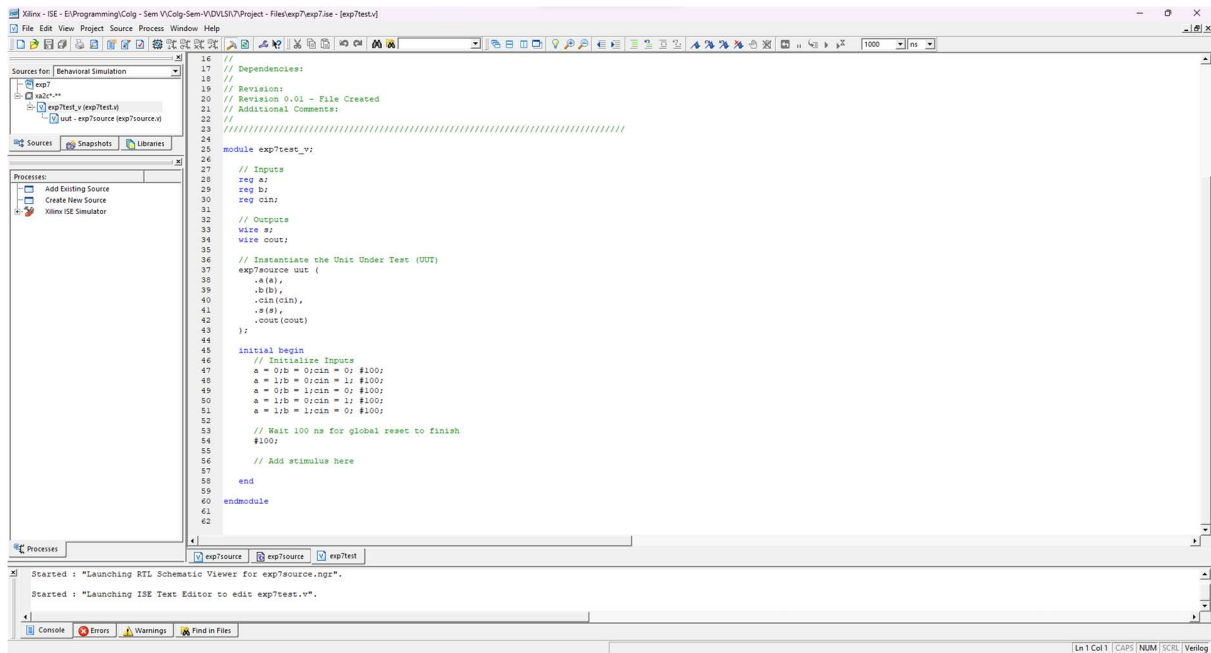 Xilinx - ISE - E:\Programming\Colg - Sem V\Colg-Sem-V\DVLSI\7\Project - Files\exp7\exp7.ise - [exp7test.v]
File Edit View Project Source Process Window Help
1000 ns
Sources for: Behavioral Simulation
exp7
xa2c*-**
exp7test_v (exp7test.v)
uut - exp7source (exp7source.v)
Sources Snapshots Libraries
Processes:
Add Existing Source
Create New Source
Xilinx ISE Simulator
Processes
16 //
17 // Dependencies:
18 //
19 // Revision:
20 // Revision 0.01 - File Created
21 // Additional Comments:
22 //
23 ////////////////////////////////////////////////////////////////////////////////
24
25 module exp7test_v;
26
27 // Inputs
28 reg a;
29 reg b;
30 reg cin;
31
32 // Outputs
33 wire s;
34 wire cout;
35
36 // Instantiate the Unit Under Test (UUT)
37 exp7source uut (
38 .a(a),
39 .b(b),
40 .cin(cin),
41 .s(s),
42 .cout(cout)
43 );
44
45 initial begin
46 // Initialize Inputs
47 a = 0;b = 0;cin = 0; #100;
48 a = 1;b = 0;cin = 1; #100;
49 a = 0;b = 1;cin = 0; #100;
50 a = 1;b = 0;cin = 1; #100;
51 a = 1;b = 1;cin = 0; #100;
52
53 // Wait 100 ns for global reset to finish
54 #100;
55
56 // Add stimulus here
57
58 end
59
60 endmodule
61
62
exp7source exp7source exp7test
Started : "Launching RTL Schematic Viewer for exp7source.ngr".
Started : "Launching ISE Text Editor to edit exp7test.v".
Console Errors Warnings Find in Files
Ln 1 Col 1 CAPS NUM SCRL Verilog